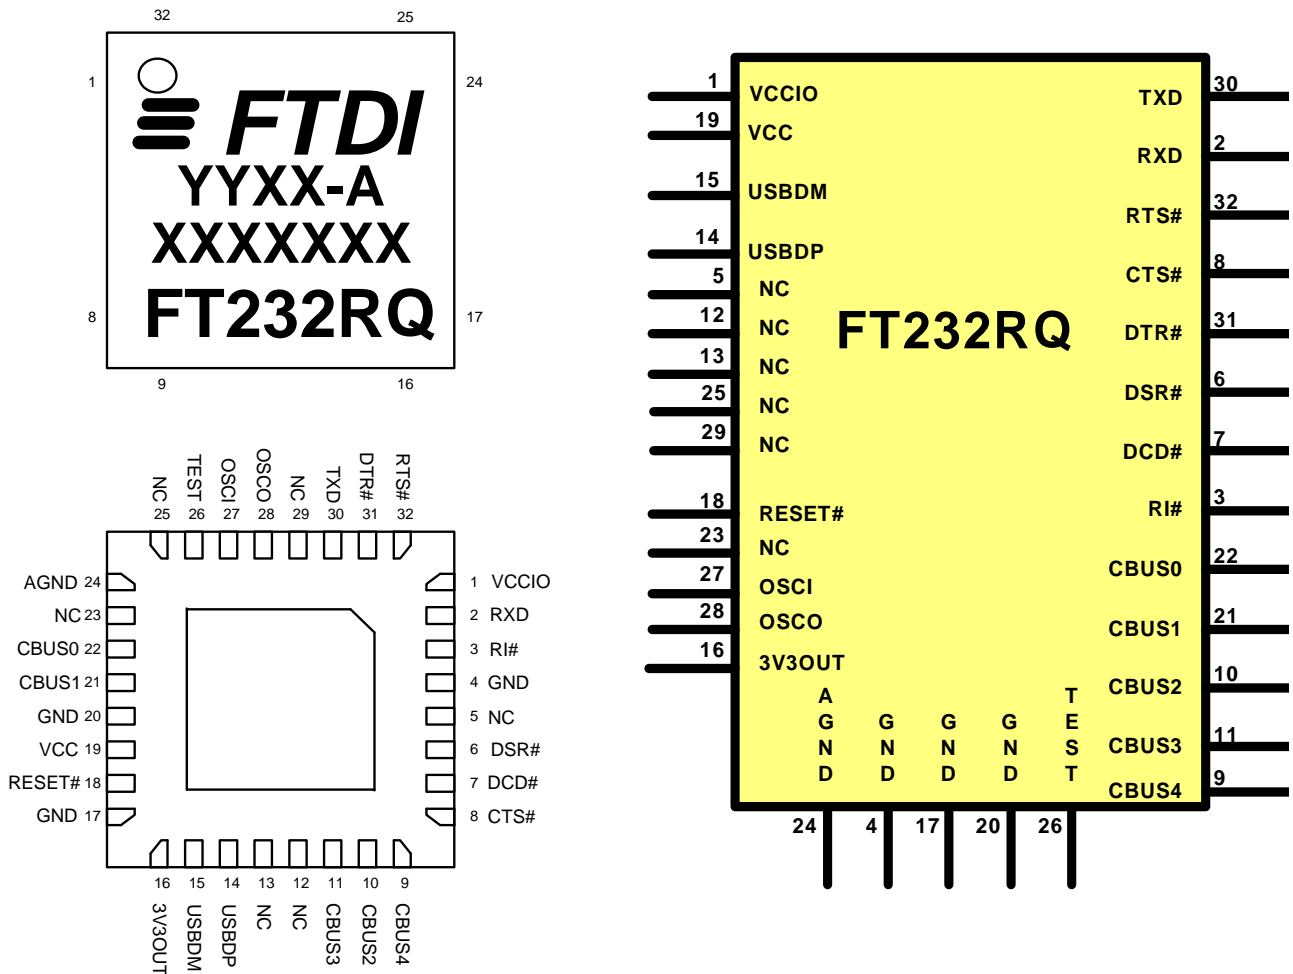 32 25
1 24
FTDI
YYXX-A
XXXXXXX
FT232RQ
8 17
9 16
NC TEST OSCI OSCO NC TXD DTR# RTS#
25 26 27 28 29 30 31 32
AGND 24
NC 23
CBUS0 22
CBUS1 21
GND 20
VCC 19
RESET# 18
GND 17
1 VCCIO
2 RXD
3 RI#
4 GND
5 NC
6 DSR#
7 DCD#
8 CTS#
16 15 14 13 12 11 10 9
3V3OUT USBDM USBDP NC NC CBUS3 CBUS2 CBUS4
1 VCCIO
19 VCC
15 USBDM
14 USBDP
5 NC
12 NC
13 NC
25 NC
29 NC
18 RESET#
23 NC
27 OSCI
28 OSCO
16 3V3OUT
FT232RQ
TXD 30
RXD 2
RTS# 32
CTS# 8
DTR# 31
DSR# 6
DCD# 7
RI# 3
CBUS0 22
CBUS1 21
CBUS2 10
CBUS3 11
CBUS4 9
AGND GND GND GND TEST
24 4 17 20 26